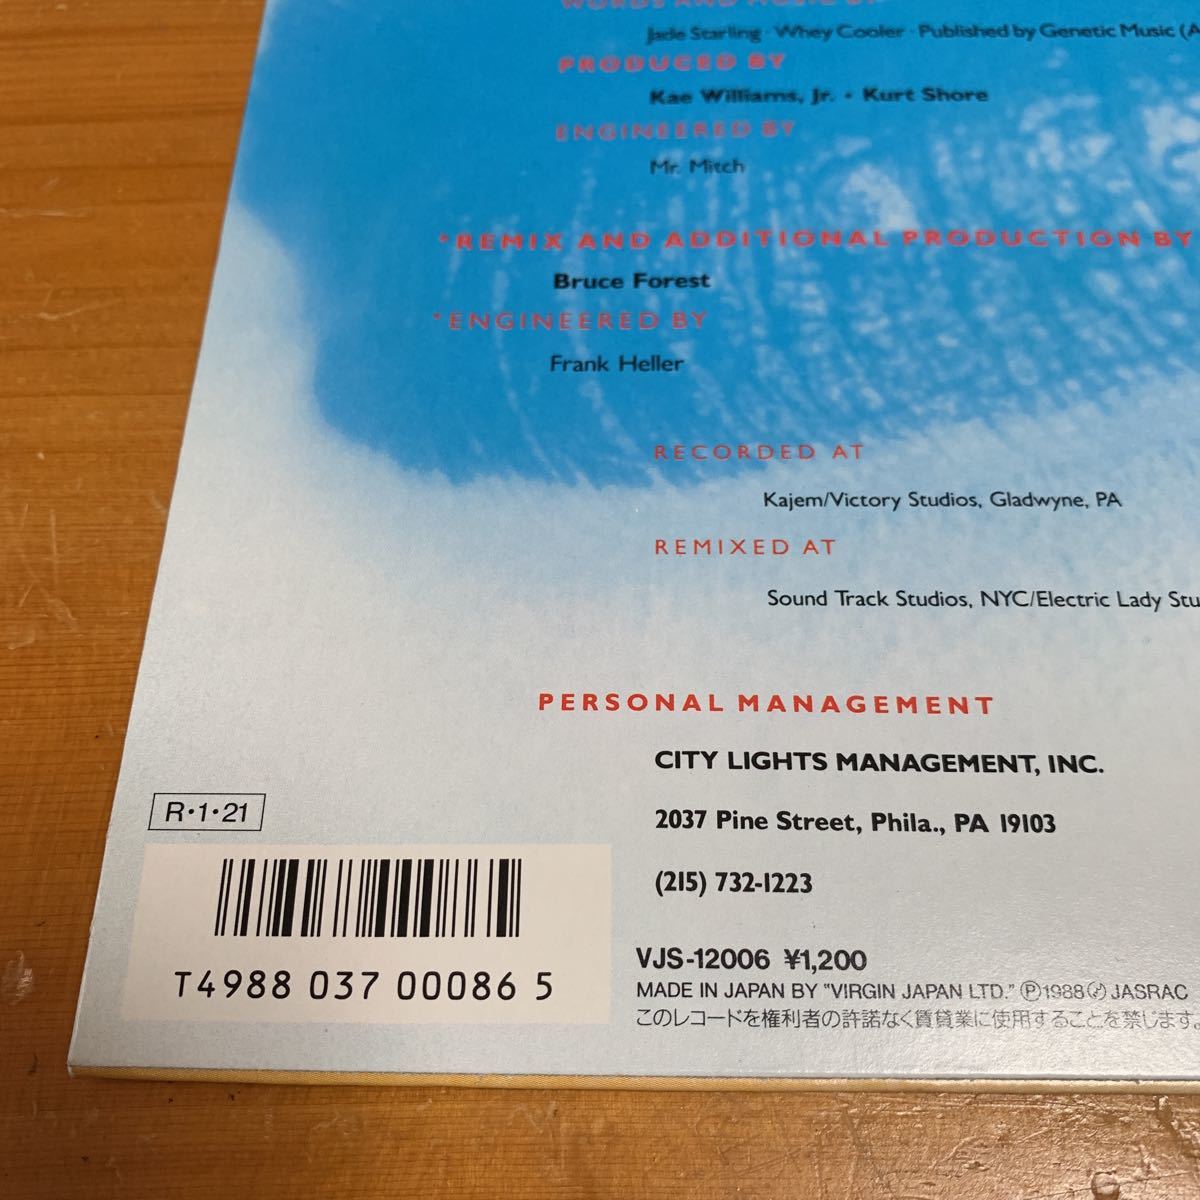 WORDS AND MUSIC BY
Jade Starling · Whey Cooler · Published by Genetic Music (A
PRODUCED BY
Kae Williams, Jr. · Kurt Shore
ENGINEERED BY
Mr. Mitch
*REMIX AND ADDITIONAL PRODUCTION BY
Bruce Forest
*ENGINEERED BY
Frank Heller
RECORDED AT
Kajem/Victory Studios, Gladwyne, PA
REMIXED AT
Sound Track Studios, NYC/Electric Lady Stu
PERSONAL MANAGEMENT
CITY LIGHTS MANAGEMENT, INC.
2037 Pine Street, Phila., PA 19103
(215) 732-1223
R·1·21
T4988 037 00086 5
VJS-12006 ¥1,200
MADE IN JAPAN BY "VIRGIN JAPAN LTD." Ⓟ1988 JASRAC
このレコードを権利者の許諾なく賃貸業に使用することを禁じます。